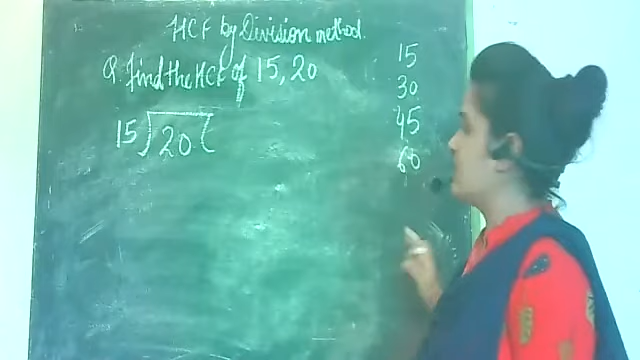 HCF by Division method.
Q. Find the HCF of 15, 20
15) 20 (
15
30
45
60